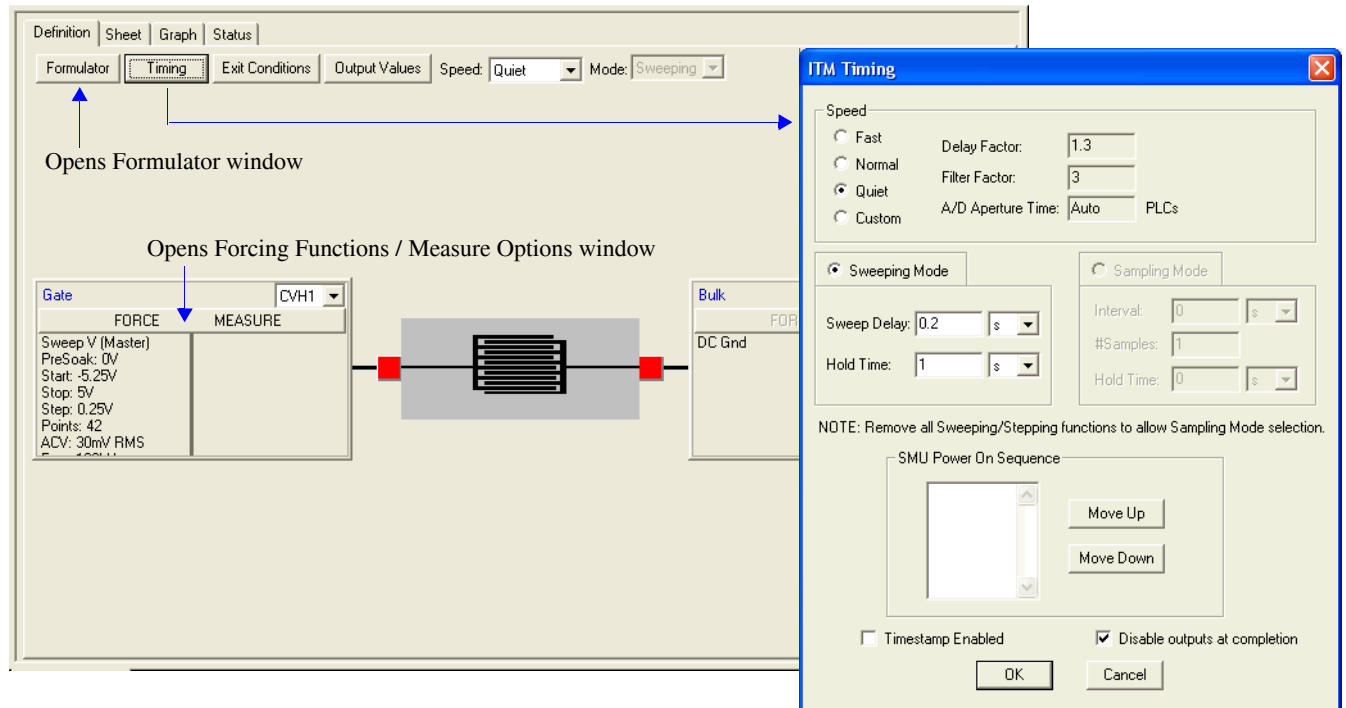 Definition Sheet Graph Status
Formulator Timing Exit Conditions Output Values Speed: Quiet Mode: Sweeping
Opens Formulator window
Opens Forcing Functions / Measure Options window
Gate CVH1
FORCE MEASURE
Sweep V (Master)
PreSoak: 0V
Start: -5.25V
Stop: 5V
Step: 0.25V
Points: 42
ACV: 30mV RMS
Bulk
FOR
DC Gnd
ITM Timing
Speed
Fast
Normal
Quiet
Custom
Delay Factor: 1.3
Filter Factor: 3
A/D Aperture Time: Auto PLCs
Sweeping Mode
Sweep Delay: 0.2 s
Hold Time: 1 s
Sampling Mode
Interval: 0 s
#Samples: 1
Hold Time: 0 s
NOTE: Remove all Sweeping/Stepping functions to allow Sampling Mode selection.
SMU Power On Sequence
Move Up
Move Down
Timestamp Enabled Disable outputs at completion
OK Cancel